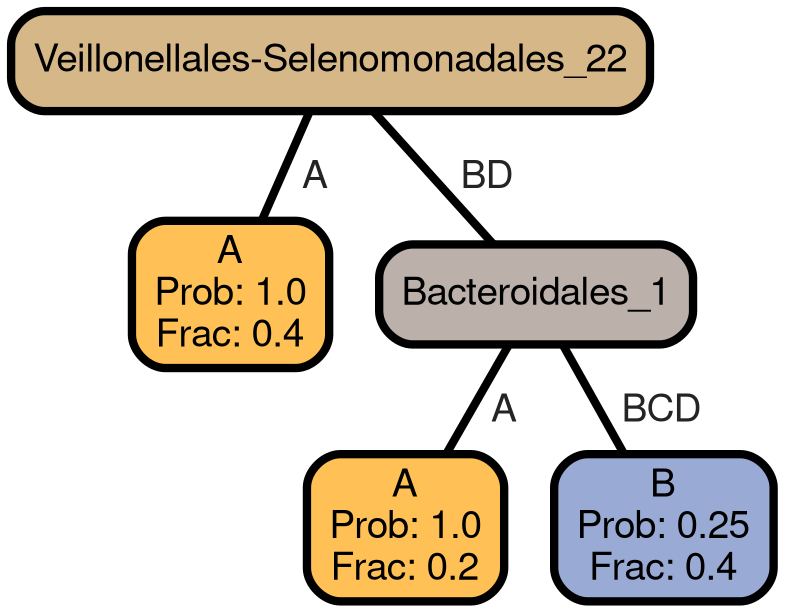 Veillonellales-Selenomonadales_22
A
BD
A
Prob: 1.0
Frac: 0.4
Bacteroidales_1
A
BCD
A
Prob: 1.0
Frac: 0.2
B
Prob: 0.25
Frac: 0.4